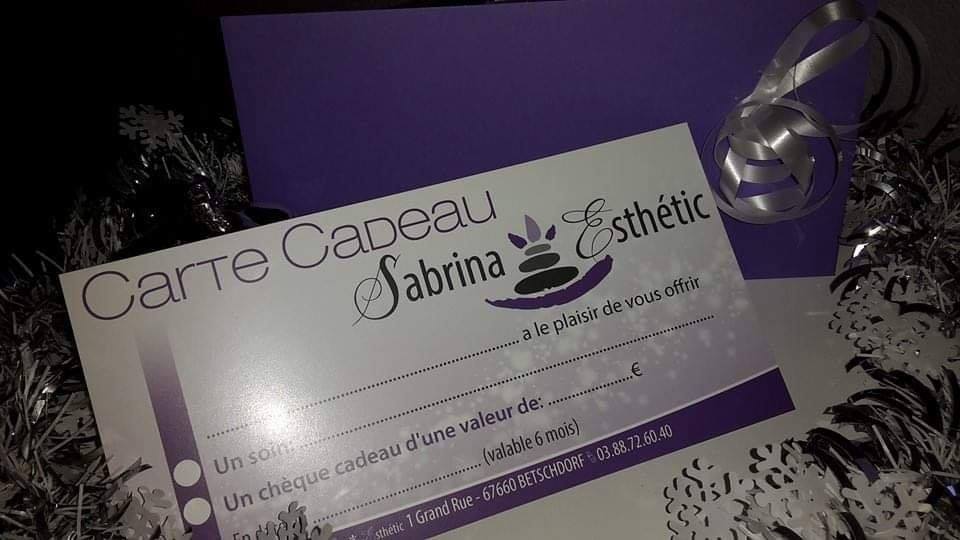 Carte Cadeau
Sabrina Esthétic
.................... a le plaisir de vous offrir
Un soin: ....................
Un chèque cadeau d'une valeur de: ....................€
.................... (valable 6 mois)
Esthétic 1 Grand Rue - 67660 BETSCHDORF 03.88.72.60.40